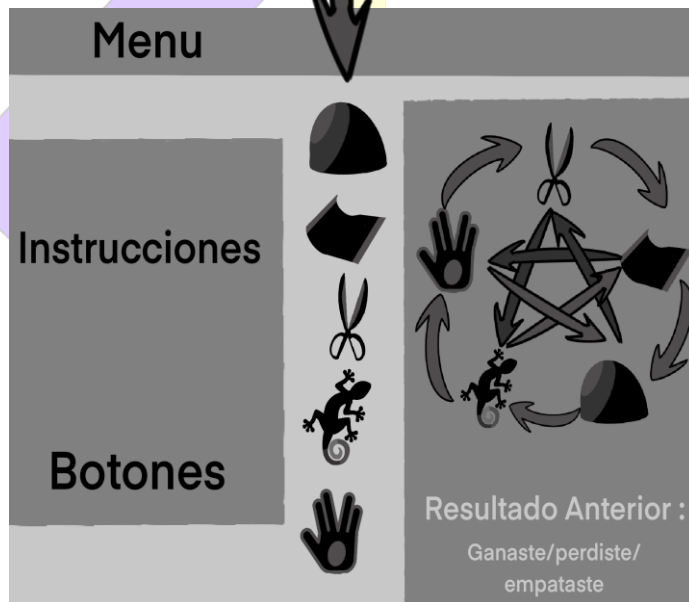 Menu
Instrucciones
Botones
Resultado Anterior :
Ganaste/perdiste/
empataste